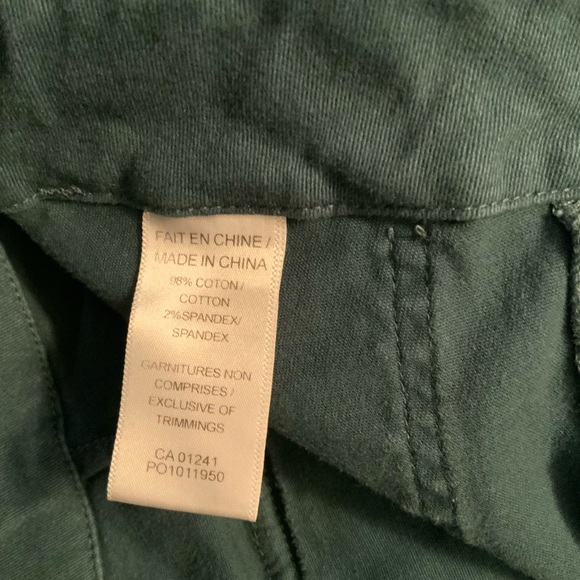 FAIT EN CHINE /
MADE IN CHINA
98% COTON /
COTTON
2%SPANDEX/
SPANDEX
GARNITURES NON
COMPRISES /
EXCLUSIVE OF
TRIMMINGS
CA 01241
PO1011950